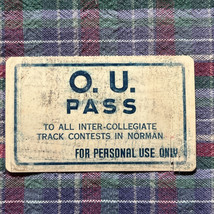 O. U.
PASS
TO ALL INTER-COLLEGIATE
TRACK CONTESTS IN NORMAN
FOR PERSONAL USE ONLY